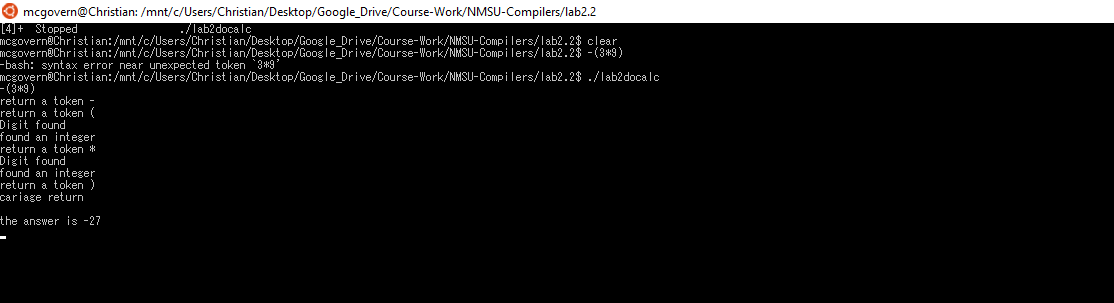 mcgovern@Christian: /mnt/c/Users/Christian/Desktop/Google_Drive/Course-Work/NMSU-Compilers/lab2.2
[4]+  Stopped                 ./lab2docalc
mcgovern@Christian:/mnt/c/Users/Christian/Desktop/Google_Drive/Course-Work/NMSU-Compilers/lab2.2$ clear
mcgovern@Christian:/mnt/c/Users/Christian/Desktop/Google_Drive/Course-Work/NMSU-Compilers/lab2.2$ -(3*9)
-bash: syntax error near unexpected token `3*9'
mcgovern@Christian:/mnt/c/Users/Christian/Desktop/Google_Drive/Course-Work/NMSU-Compilers/lab2.2$ ./lab2docalc
-(3*9)
return a token -
return a token (
Digit found
found an integer
return a token *
Digit found
found an integer
return a token )
cariage return
the answer is -27